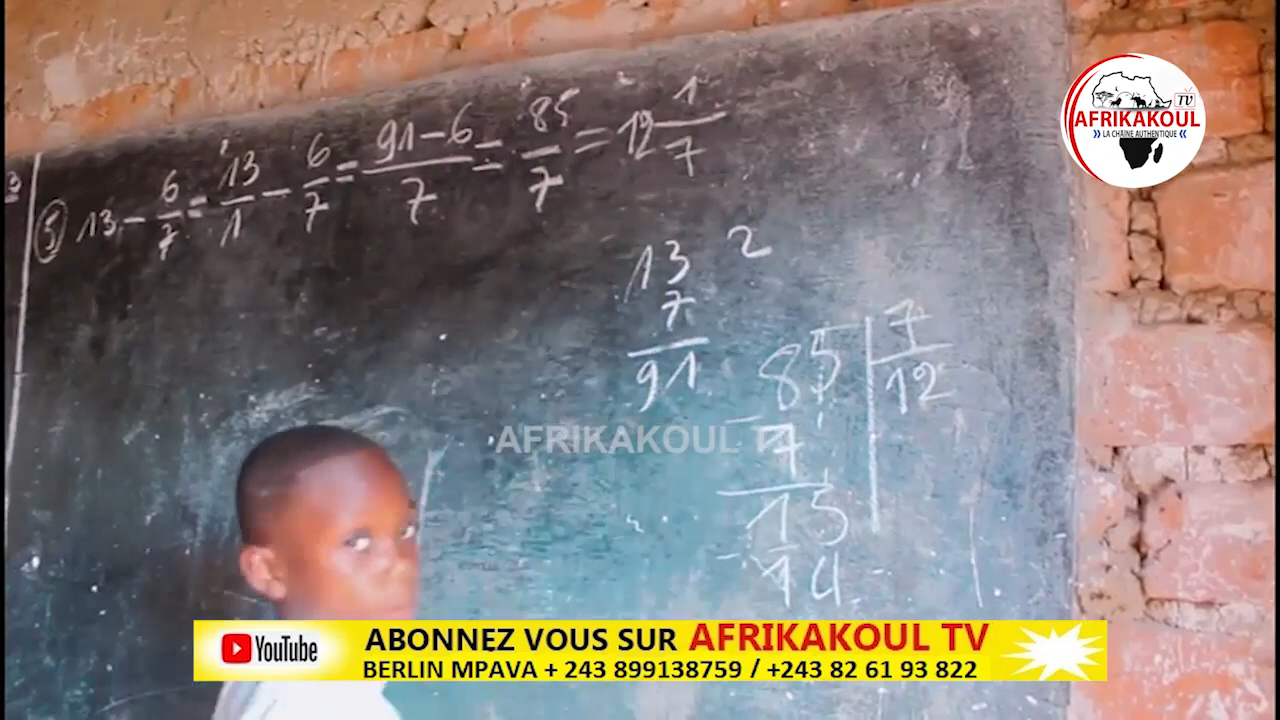 AFRIKAKOUL TV
LA CHAINE AUTHENTIQUE
3
5 13 - 6/7 = 13/1 - 6/7 = 91-6/7 = 85/7 = 12 1/7
13 2
7
91
85 7
12
- 7
15
- 14
AFRIKAKOUL T
YouTube ABONNEZ VOUS SUR AFRIKAKOUL TV
BERLIN MPAVA + 243 899138759 / +243 82 61 93 822